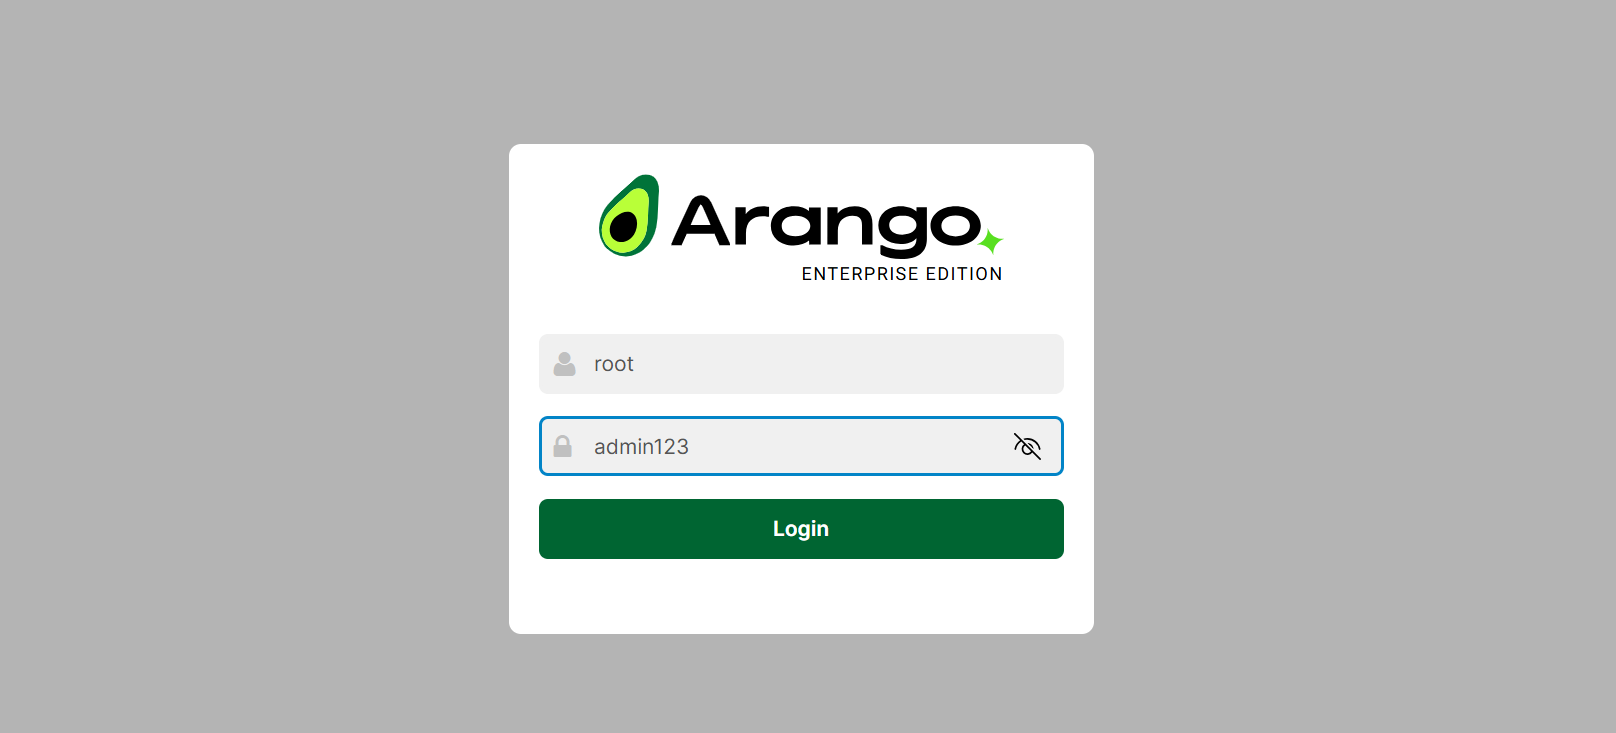 Arango
ENTERPRISE EDITION
root
admin123
Login